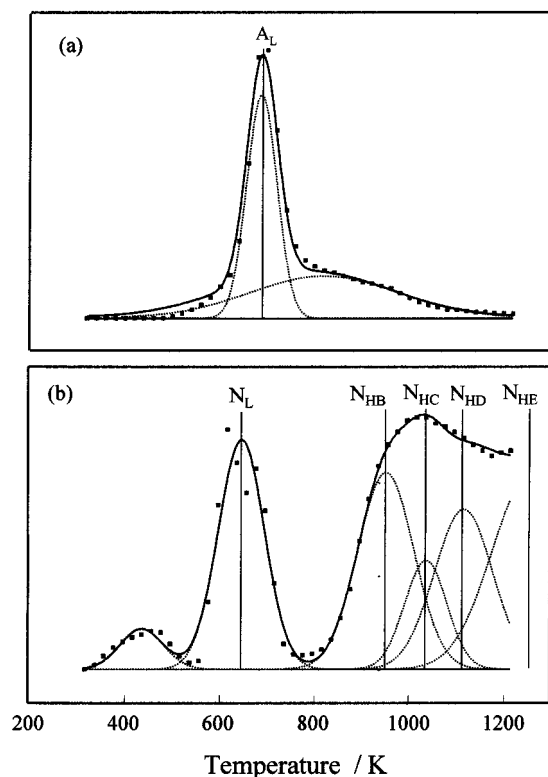 (a)
A_L
(b)
N_L
N_HB
N_HC
N_HD
N_HE
200 400 600 800 1000 1200
Temperature / K